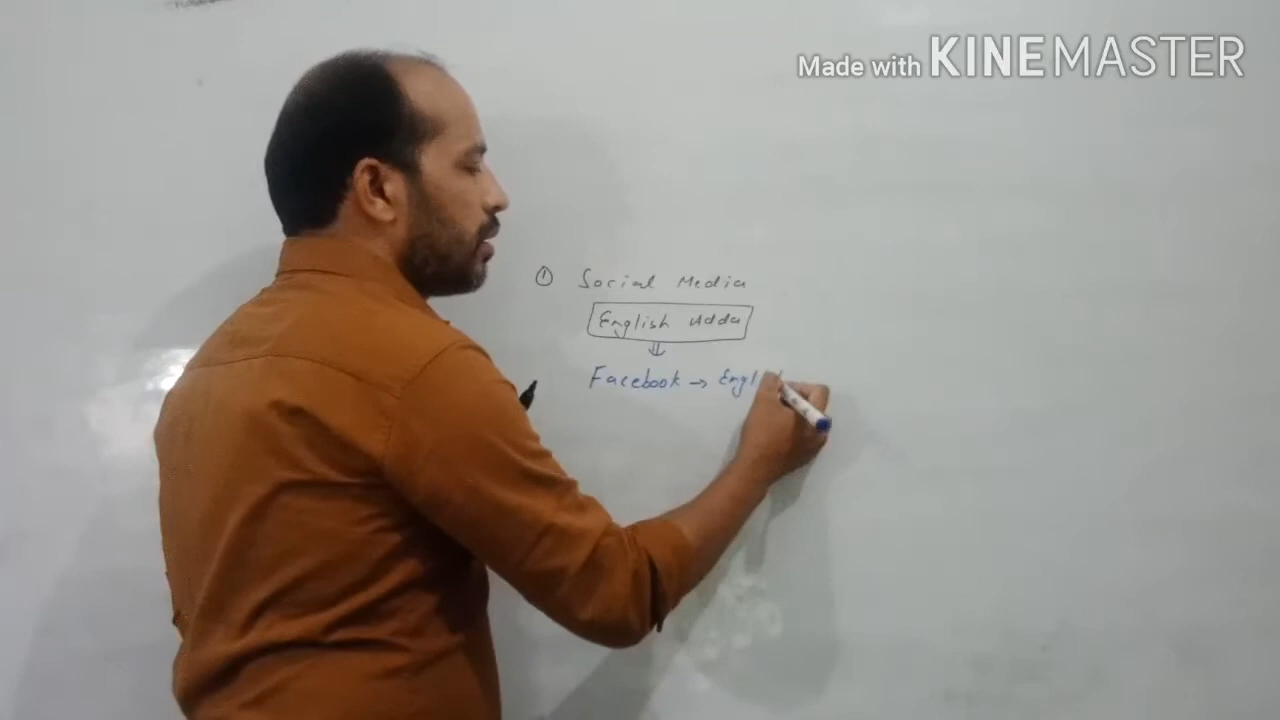 Made with KINEMASTER
① Social Media
English Adda
⇓
Facebook →